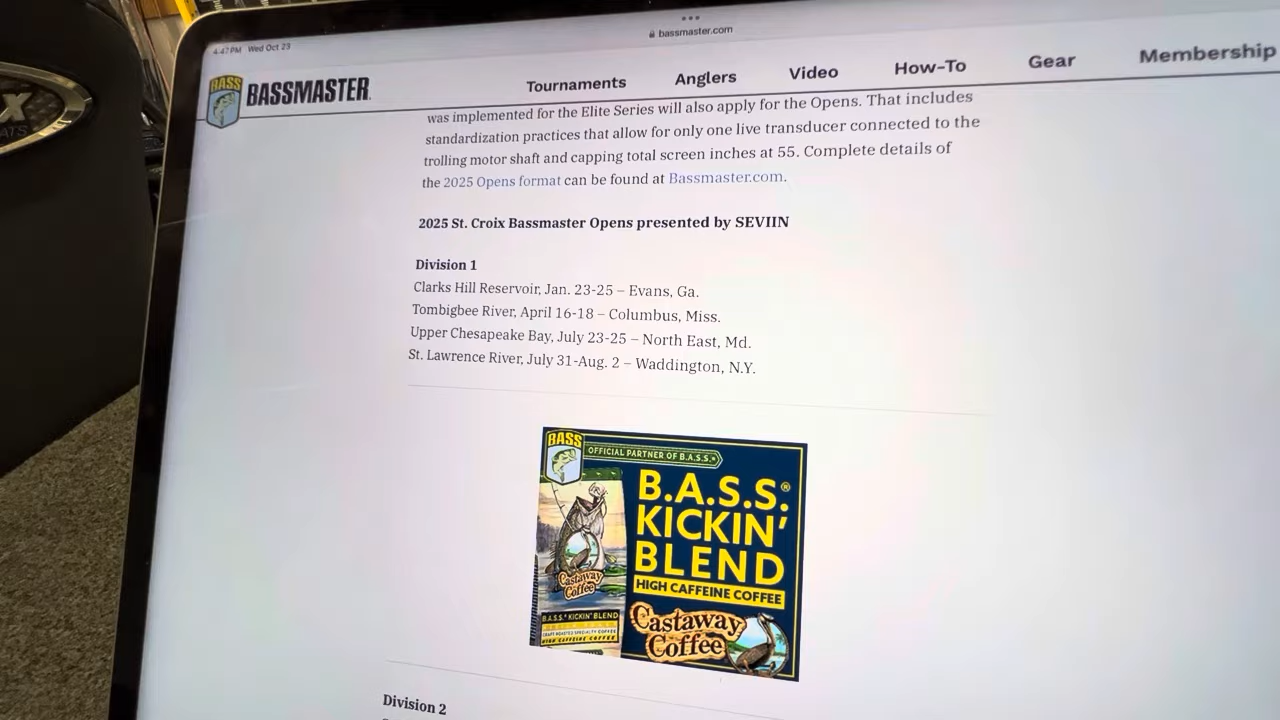 4:47 PM Wed Oct 23
bassmaster.com
BASS
BASSMASTER
Tournaments Anglers Video How-To Gear Membership
was implemented for the Elite Series will also apply for the Opens. That includes
standardization practices that allow for only one live transducer connected to the
trolling motor shaft and capping total screen inches at 55. Complete details of
the 2025 Opens format can be found at Bassmaster.com.
2025 St. Croix Bassmaster Opens presented by SEVIIN
Division 1
Clarks Hill Reservoir, Jan. 23-25 – Evans, Ga.
Tombigbee River, April 16-18 – Columbus, Miss.
Upper Chesapeake Bay, July 23-25 – North East, Md.
St. Lawrence River, July 31-Aug. 2 – Waddington, N.Y.
BASS
OFFICIAL PARTNER OF B.A.S.S.®
B.A.S.S.®
KICKIN'
BLEND
HIGH CAFFEINE COFFEE
Castaway
Coffee
Castaway
Coffee
B.A.S.S.® KICKIN' BLEND
CRAFT ROASTED SPECIALTY COFFEE
HIGH CAFFEINE COFFEE
Division 2